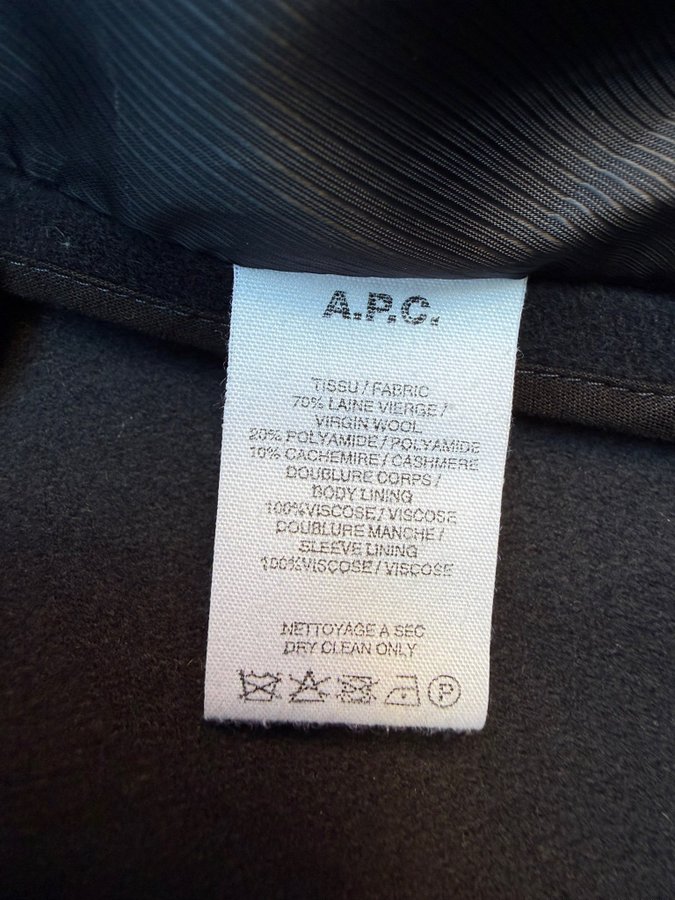 A.P.C.
TISSU / FABRIC
70% LAINE VIERGE /
VIRGIN WOOL
20% POLYAMIDE / POLYAMIDE
10% CACHEMIRE / CASHMERE
DOUBLURE CORPS /
BODY LINING
100%VISCOSE / VISCOSE
DOUBLURE MANCHE /
SLEEVE LINING
100%VISCOSE / VISCOSE
NETTOYAGE A SEC
DRY CLEAN ONLY
P